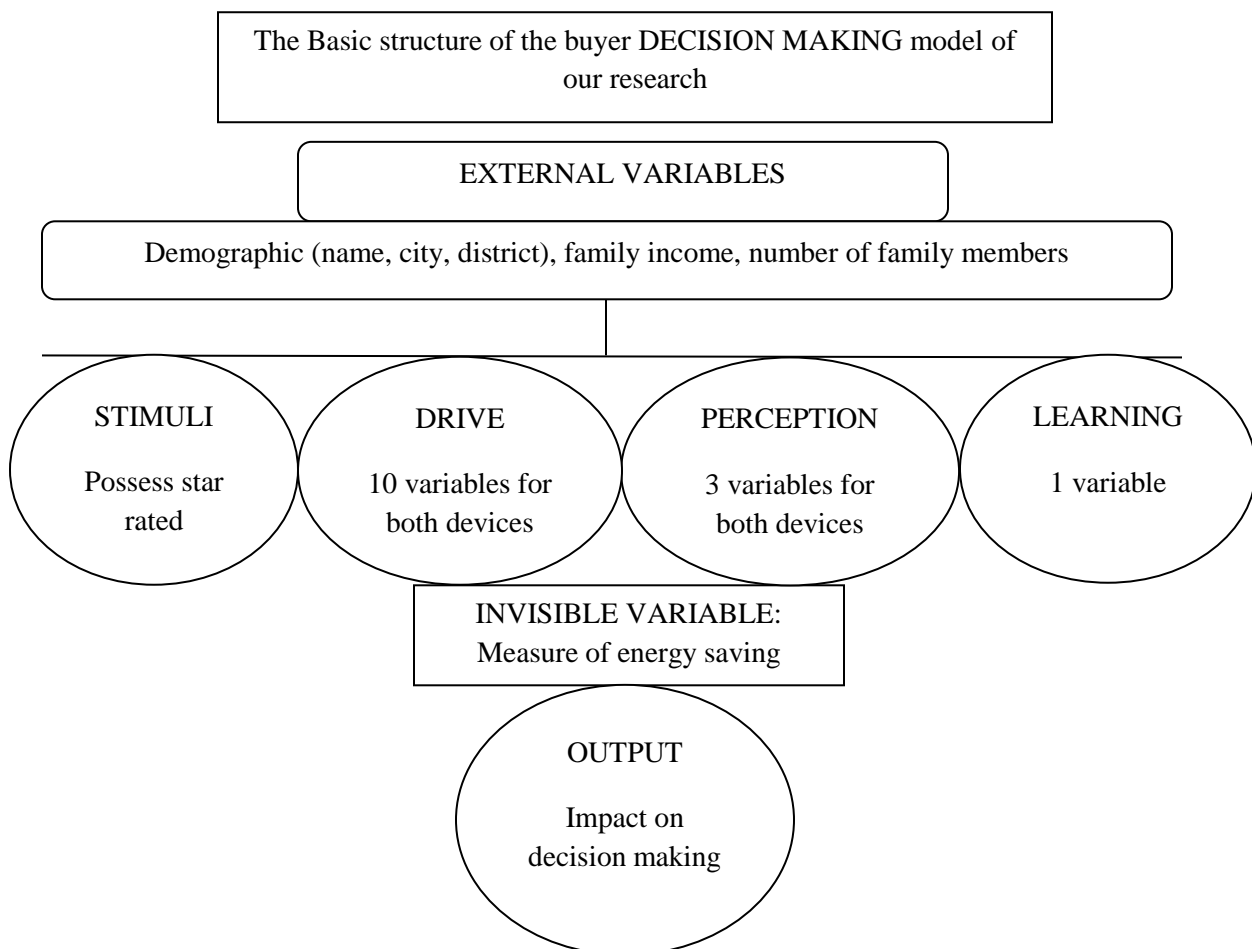 The Basic structure of the buyer DECISION MAKING model of
our research
EXTERNAL VARIABLES
Demographic (name, city, district), family income, number of family members
STIMULI
Possess star
rated
DRIVE
10 variables for
both devices
PERCEPTION
3 variables for
both devices
LEARNING
1 variable
INVISIBLE VARIABLE:
Measure of energy saving
OUTPUT
Impact on
decision making